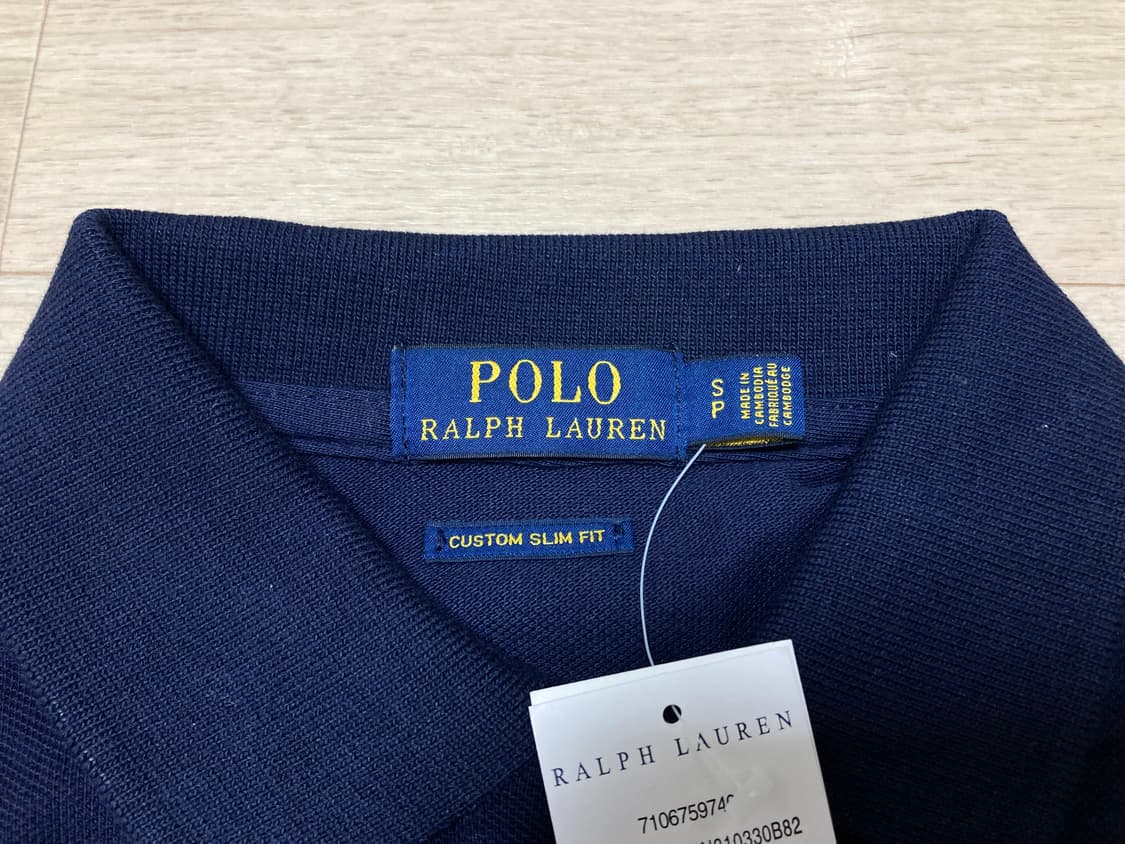 POLO
RALPH LAUREN
S
P
MADE IN
CAMBODIA
FABRIQUÉ AU
CAMBODGE
CUSTOM SLIM FIT
RALPH LAUREN